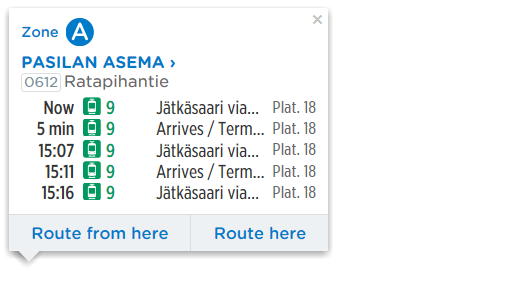 Zone A
PASILAN ASEMA ›
0612 Ratapihantie
Now 9 Jätkäsaari via... Plat. 18
5 min 9 Arrives / Term... Plat. 18
15:07 9 Jätkäsaari via... Plat. 18
15:11 9 Arrives / Term... Plat. 18
15:16 9 Jätkäsaari via... Plat. 18
Route from here Route here